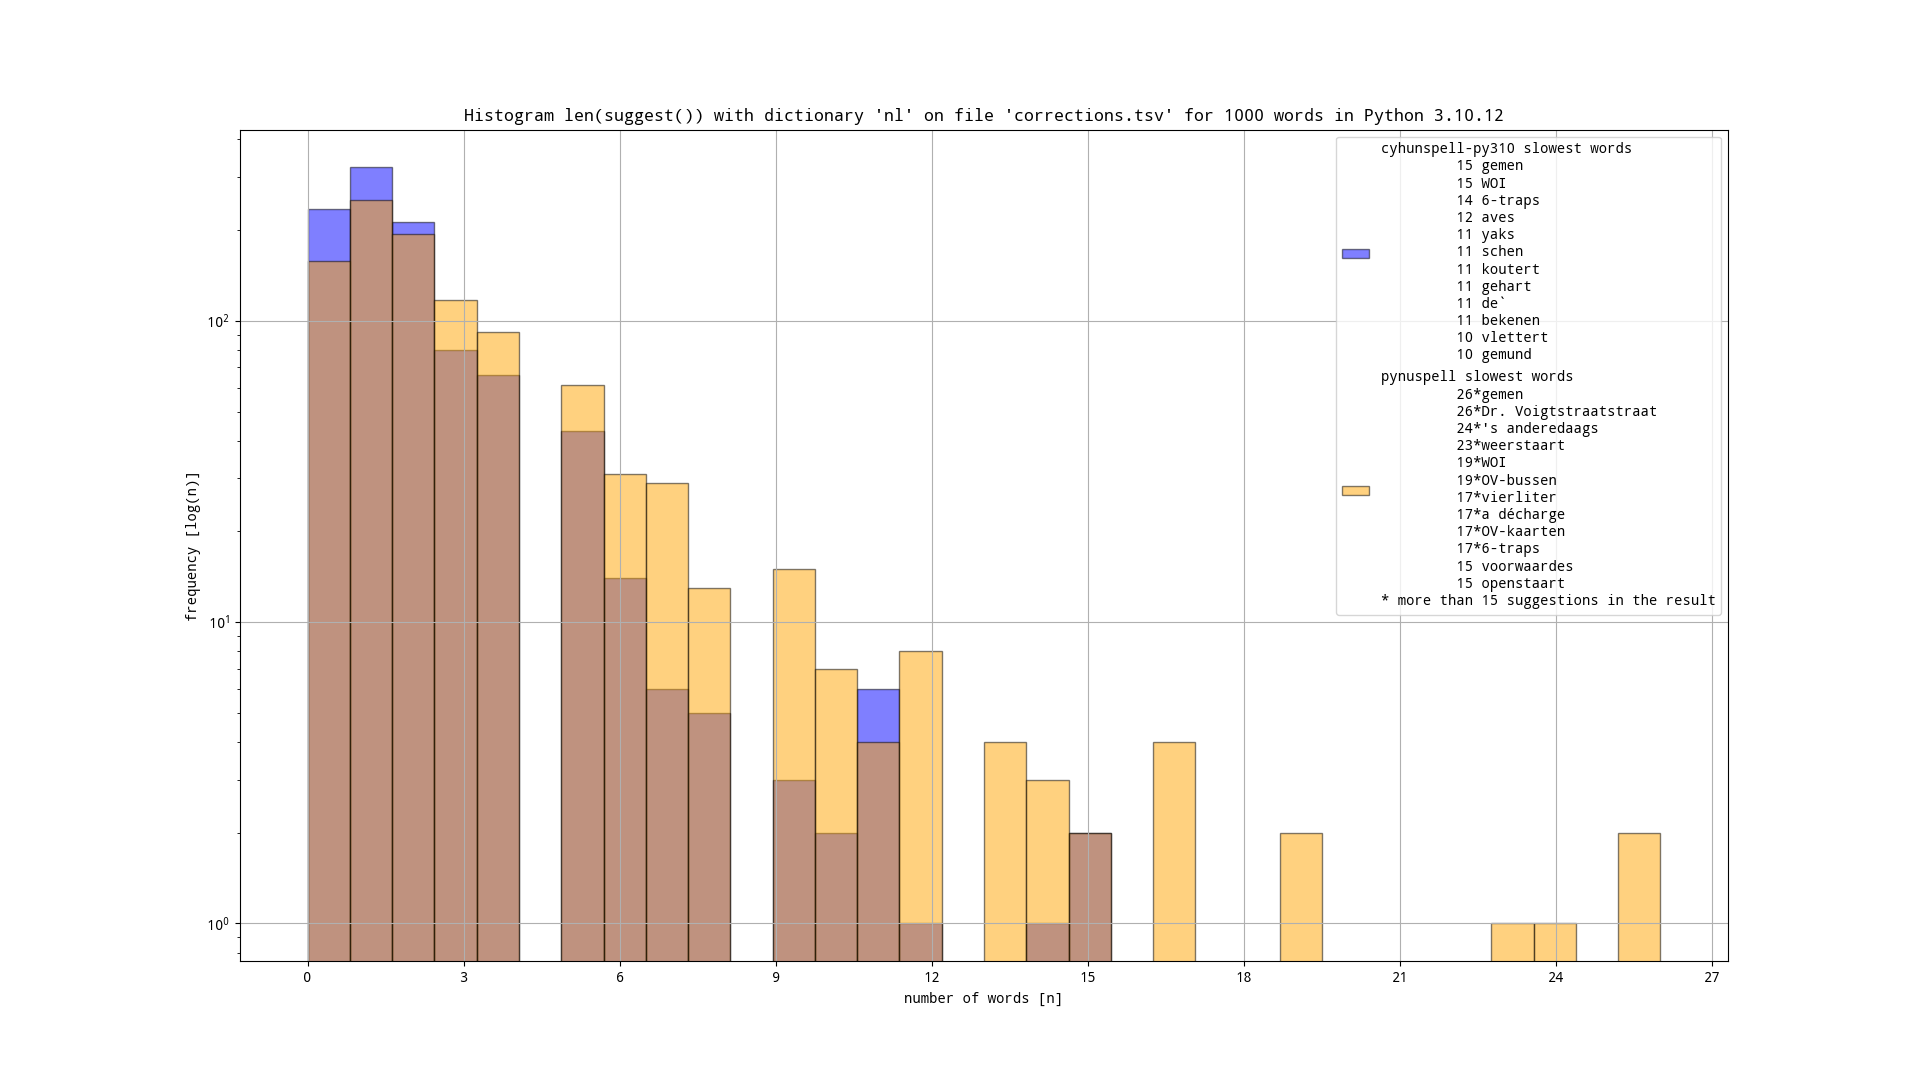 Histogram len(suggest()) with dictionary 'nl' on file 'corrections.tsv' for 1000 words in Python 3.10.12
cyhunspell-py310 slowest words
15 gemen
15 WOI
14 6-traps
12 aves
11 yaks
11 schen
11 koutert
11 gehart
11 de`
11 bekenen
10 vlettert
10 gemund
pynuspell slowest words
26*gemen
26*Dr. Voigtstraatstraat
24*'s anderedaags
23*weerstaart
19*WOI
19*OV-bussen
17*vierliter
17*a décharge
17*OV-kaarten
17*6-traps
15 voorwaardes
15 openstaart
* more than 15 suggestions in the result
frequency [log(n)]
10²
10¹
10⁰
0 3 6 9 12 15 18 21 24 27
number of words [n]